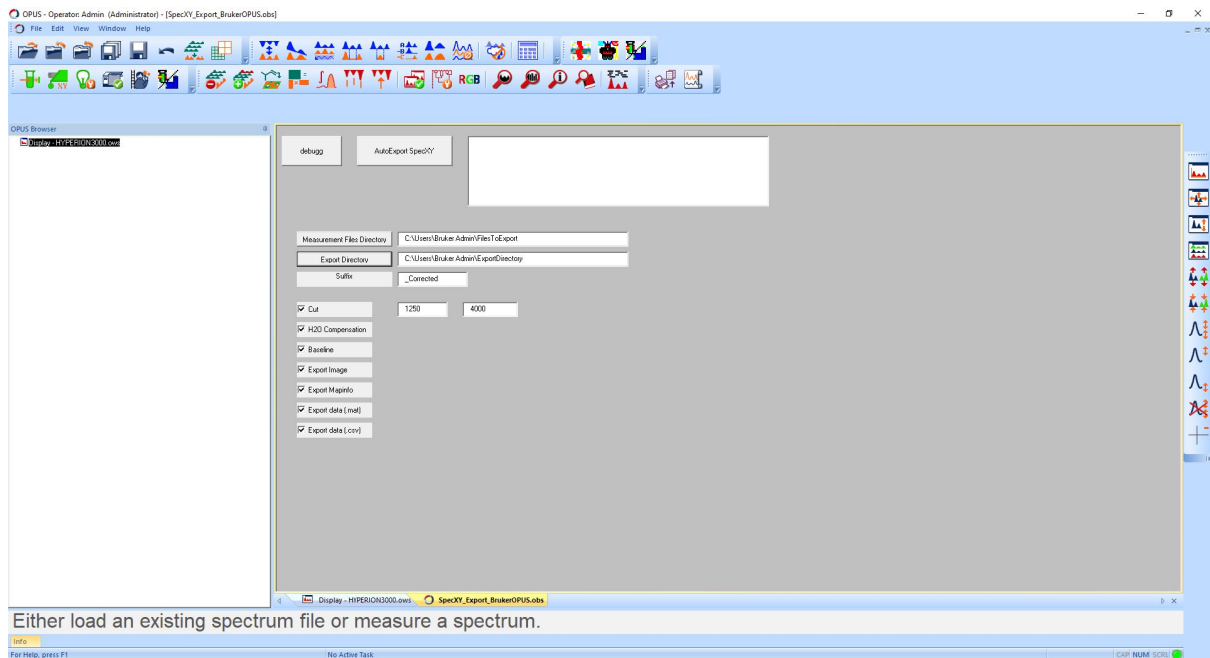 OPUS - Operator: Admin (Administrator) - [SpecXY_Export_BrukerOPUS.obs]
File Edit View Window Help
NY
RGB
OPUS Browser
Display - HYPERION3000.ows
debugg
AutoExport SpecXY
Measurement Files Directory
C:\Users\Bruker.Admin\FilesToExport
Export Directory
C:\Users\Bruker.Admin\ExportDirectory
Suffix
_Corrected
Cut
1250
4000
H2O Compensation
Baseline
Export Image
Export Mapinfo
Export data (.mat)
Export data (.csv)
Display - HYPERION3000.ows
SpecXY_Export_BrukerOPUS.obs
Either load an existing spectrum file or measure a spectrum.
Info
For Help, press F1
No Active Task
CAP NUM SCRL